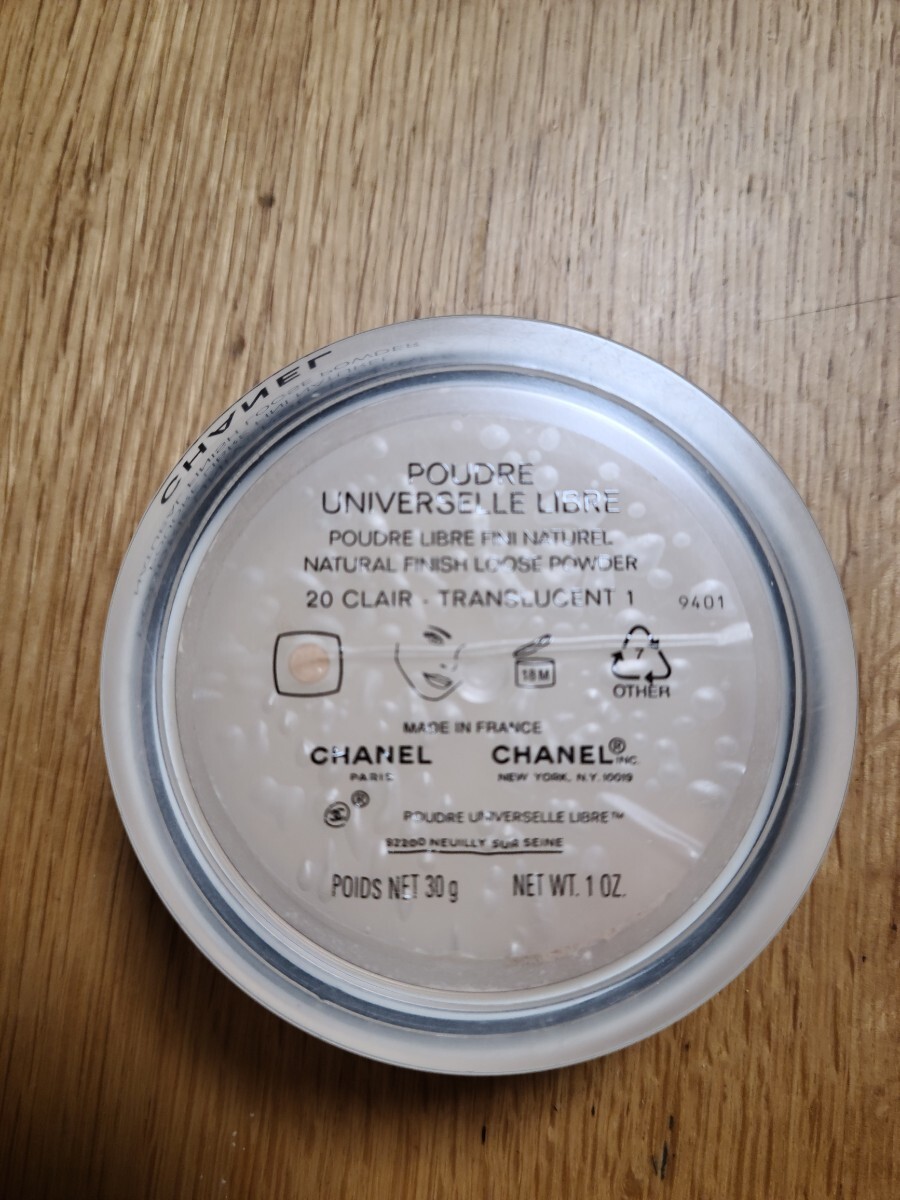 CHANEL
POUDRE
UNIVERSELLE LIBRE
POUDRE LIBRE FINI NATUREL
NATURAL FINISH LOOSE POWDER
20 CLAIR - TRANSLUCENT 1 9401
18M
7
OTHER
MADE IN FRANCE
CHANEL CHANEL® INC.
PARIS NEW YORK, N.Y. 10019
® POUDRE UNIVERSELLE LIBRE™
92200 NEUILLY SUR SEINE
POIDS NET 30 g NET WT. 1 OZ.